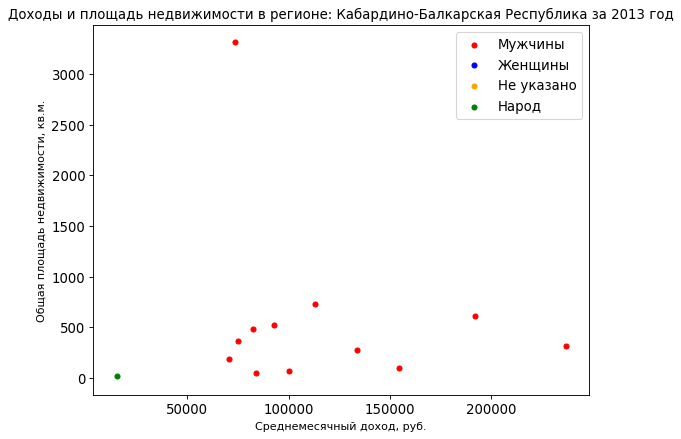 Доходы и площадь недвижимости в регионе: Кабардино-Балкарская Республика за 2013 год
Мужчины
Женщины
Не указано
Народ
Общая площадь недвижимости, кв.м.
3000
2500
2000
1500
1000
500
0
50000 100000 150000 200000
Среднемесячный доход, руб.